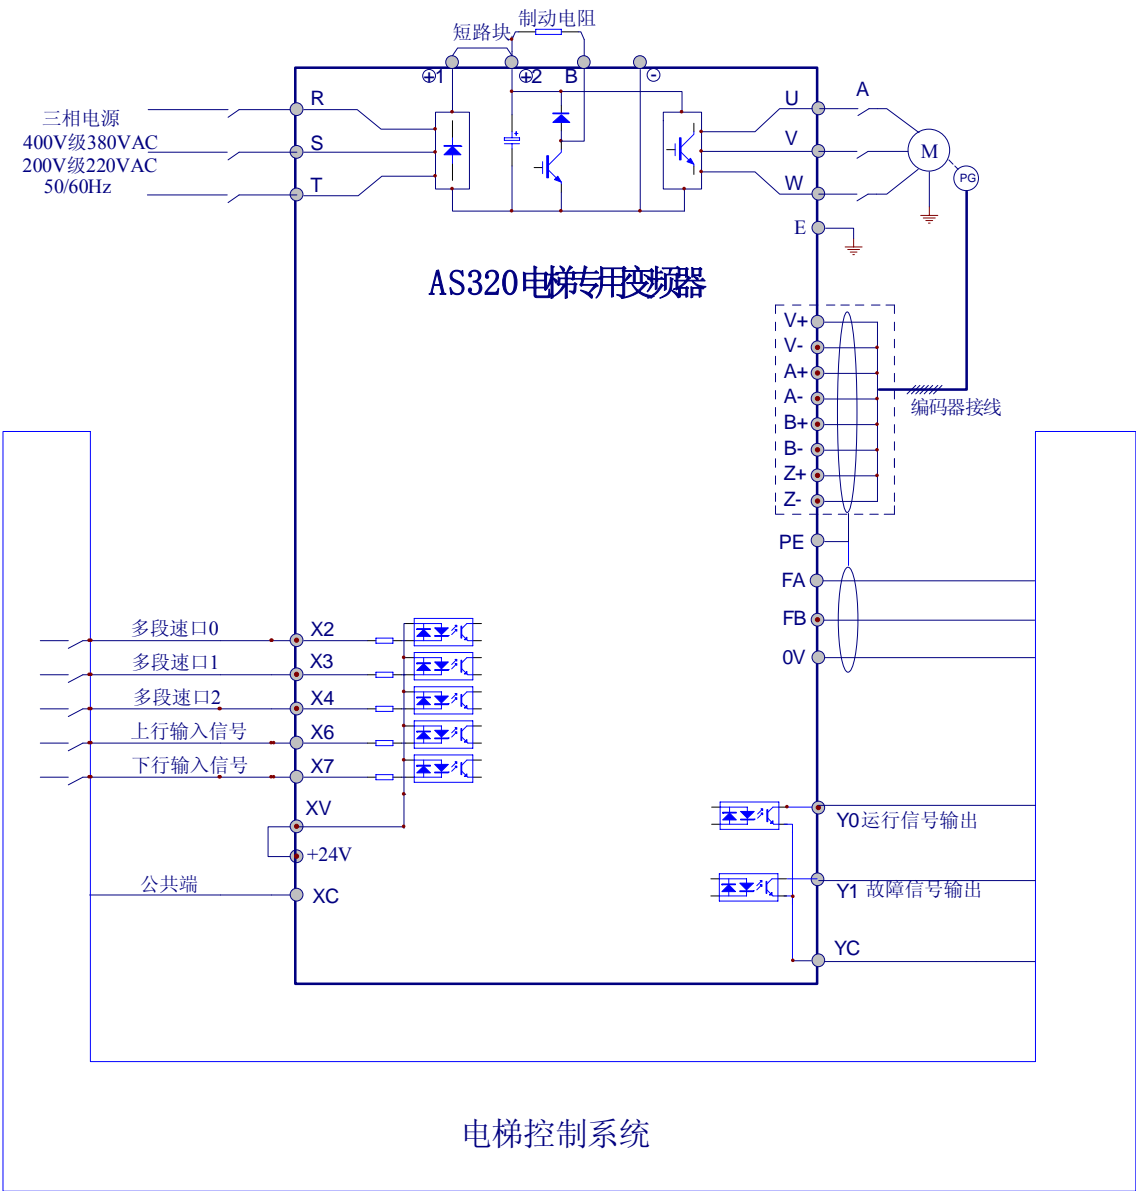 制动电阻
短路块
⊕1
⊕2
B
⊖
R
S
T
三相电源
400V级380VAC
200V级220VAC
50/60Hz
U
V
W
A
M
PG
E
AS320电梯专用变频器
V+
V-
A+
A-
B+
B-
Z+
Z-
编码器接线
PE
FA
FB
0V
多段速口0
X2
多段速口1
X3
多段速口2
X4
上行输入信号
X6
下行输入信号
X7
XV
+24V
公共端
XC
Y0运行信号输出
Y1 故障信号输出
YC
电梯控制系统